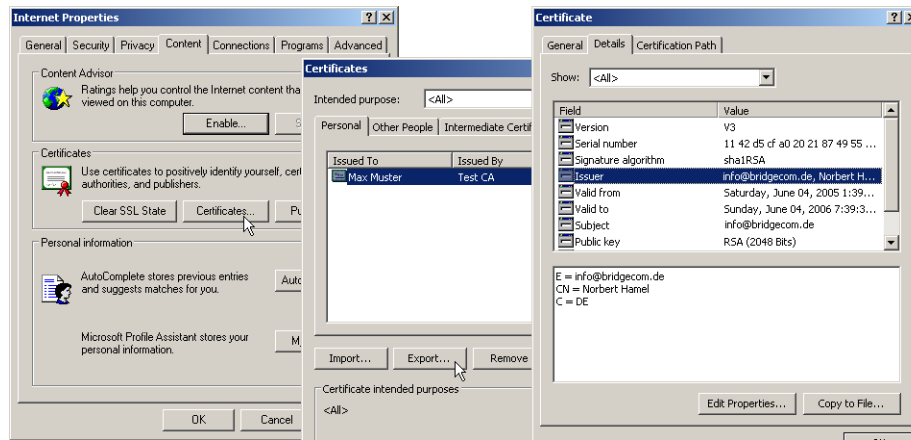 Internet Properties
General Security Privacy Content Connections Programs Advanced
Content Advisor
Ratings help you control the Internet content tha
viewed on this computer.
Enable...
Certificates
Use certificates to positively identify yourself, cert
authorities, and publishers.
Clear SSL State Certificates... Pu
Personal information
AutoComplete stores previous entries
and suggests matches for you.
Auto
Microsoft Profile Assistant stores your
personal information.
M
OK Cancel
Certificates
Intended purpose: <All>
Personal Other People Intermediate Certif
Issued To Issued By
Max Muster Test CA
Import... Export... Remove
Certificate intended purposes
<All>
Certificate
General Details Certification Path
Show: <All>
Field Value
Version V3
Serial number 11 42 d5 cf a0 20 21 87 49 55 ...
Signature algorithm sha1RSA
Issuer info@bridgecom.de, Norbert H...
Valid from Saturday, June 04, 2005 1:39...
Valid to Sunday, June 04, 2006 7:39:3...
Subject info@bridgecom.de
Public key RSA (2048 Bits)
E = info@bridgecom.de
CN = Norbert Hamel
C = DE
Edit Properties... Copy to File...